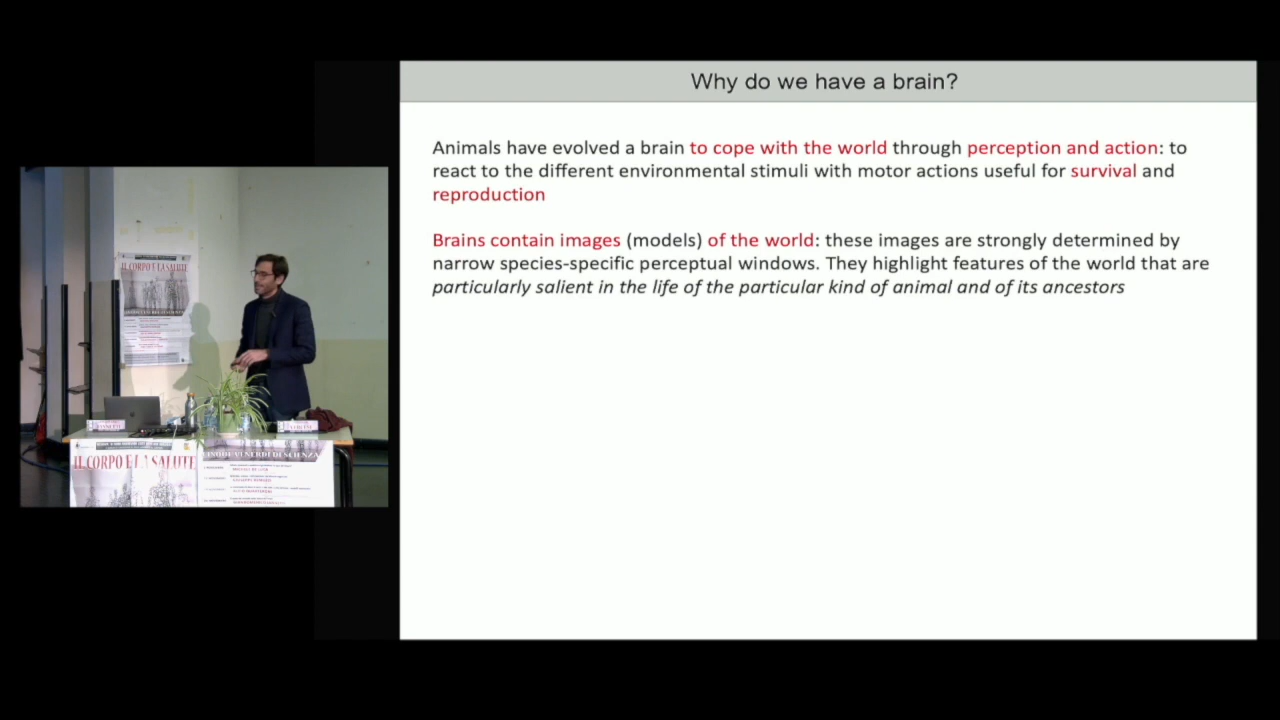 Why do we have a brain?
Animals have evolved a brain to cope with the world through perception and action: to
react to the different environmental stimuli with motor actions useful for survival and
reproduction
Brains contain images (models) of the world: these images are strongly determined by
narrow species-specific perceptual windows. They highlight features of the world that are
particularly salient in the life of the particular kind of animal and of its ancestors
IL CORPO E LA SALUTE
IL CORPO E LA SALUTE
CINQUE VENERDÌ DI SCIENZA